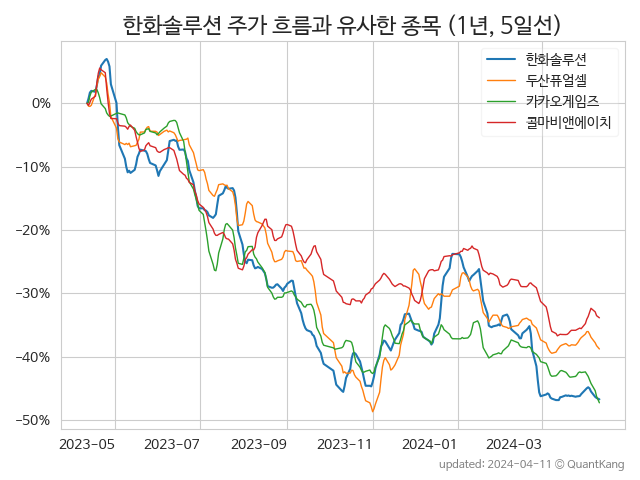 한화솔루션 주가 흐름과 유사한 종목 (1년, 5일선)
한화솔루션
두산퓨얼셀
카카오게임즈
콜마비앤에이치
0%
−10%
−20%
−30%
−40%
−50%
2023-05 2023-07 2023-09 2023-11 2024-01 2024-03
updated: 2024-04-11 © QuantKang